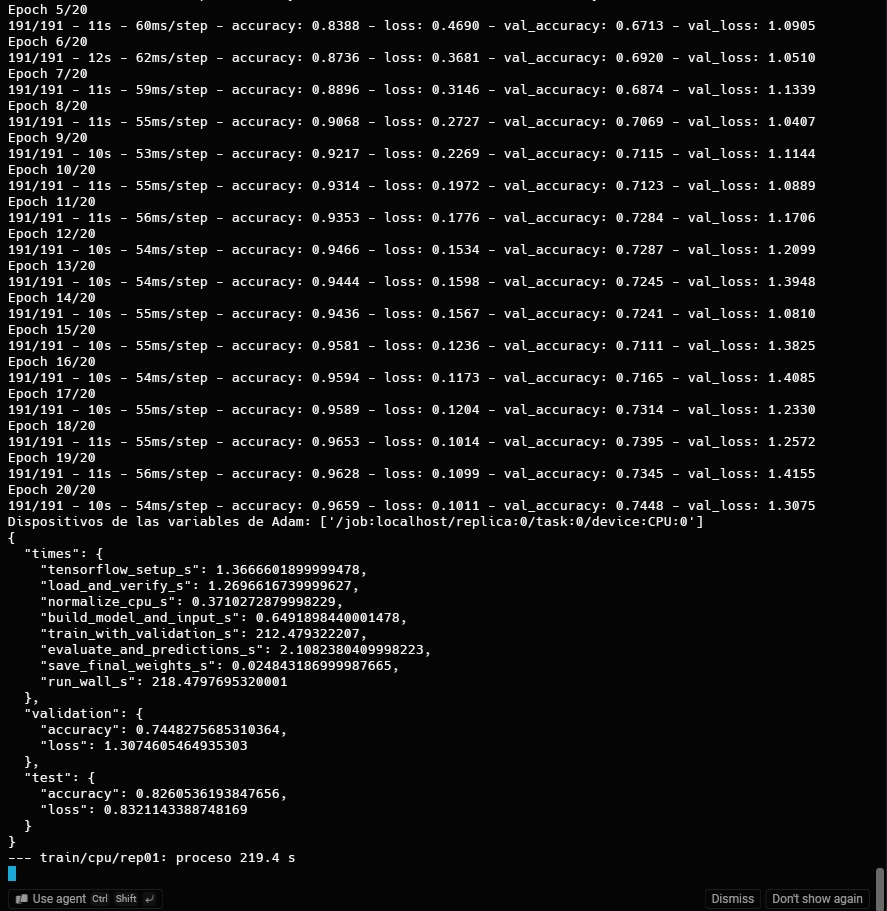 Epoch 5/20
191/191 - 11s - 60ms/step - accuracy: 0.8388 - loss: 0.4690 - val_accuracy: 0.6713 - val_loss: 1.0905
Epoch 6/20
191/191 - 12s - 62ms/step - accuracy: 0.8736 - loss: 0.3681 - val_accuracy: 0.6920 - val_loss: 1.0510
Epoch 7/20
191/191 - 11s - 59ms/step - accuracy: 0.8896 - loss: 0.3146 - val_accuracy: 0.6874 - val_loss: 1.1339
Epoch 8/20
191/191 - 11s - 55ms/step - accuracy: 0.9068 - loss: 0.2727 - val_accuracy: 0.7069 - val_loss: 1.0407
Epoch 9/20
191/191 - 10s - 53ms/step - accuracy: 0.9217 - loss: 0.2269 - val_accuracy: 0.7115 - val_loss: 1.1144
Epoch 10/20
191/191 - 11s - 55ms/step - accuracy: 0.9314 - loss: 0.1972 - val_accuracy: 0.7123 - val_loss: 1.0889
Epoch 11/20
191/191 - 11s - 56ms/step - accuracy: 0.9353 - loss: 0.1776 - val_accuracy: 0.7284 - val_loss: 1.1706
Epoch 12/20
191/191 - 10s - 54ms/step - accuracy: 0.9466 - loss: 0.1534 - val_accuracy: 0.7287 - val_loss: 1.2099
Epoch 13/20
191/191 - 10s - 54ms/step - accuracy: 0.9444 - loss: 0.1598 - val_accuracy: 0.7245 - val_loss: 1.3948
Epoch 14/20
191/191 - 10s - 55ms/step - accuracy: 0.9436 - loss: 0.1567 - val_accuracy: 0.7241 - val_loss: 1.0810
Epoch 15/20
191/191 - 10s - 55ms/step - accuracy: 0.9581 - loss: 0.1236 - val_accuracy: 0.7111 - val_loss: 1.3825
Epoch 16/20
191/191 - 10s - 54ms/step - accuracy: 0.9594 - loss: 0.1173 - val_accuracy: 0.7165 - val_loss: 1.4085
Epoch 17/20
191/191 - 10s - 55ms/step - accuracy: 0.9589 - loss: 0.1204 - val_accuracy: 0.7314 - val_loss: 1.2330
Epoch 18/20
191/191 - 11s - 55ms/step - accuracy: 0.9653 - loss: 0.1014 - val_accuracy: 0.7395 - val_loss: 1.2572
Epoch 19/20
191/191 - 11s - 56ms/step - accuracy: 0.9628 - loss: 0.1099 - val_accuracy: 0.7345 - val_loss: 1.4155
Epoch 20/20
191/191 - 10s - 54ms/step - accuracy: 0.9659 - loss: 0.1011 - val_accuracy: 0.7448 - val_loss: 1.3075
Dispositivos de las variables de Adam: ['/job:localhost/replica:0/task:0/device:CPU:0']
{
  "times": {
    "tensorflow_setup_s": 1.3666601899999478,
    "load_and_verify_s": 1.2696616739999627,
    "normalize_cpu_s": 0.3710272879998229,
    "build_model_and_input_s": 0.6491898440001478,
    "train_with_validation_s": 212.479322207,
    "evaluate_and_predictions_s": 2.1082380409998223,
    "save_final_weights_s": 0.024843186999987665,
    "run_wall_s": 218.4797695320001
  },
  "validation": {
    "accuracy": 0.7448275685310364,
    "loss": 1.3074605464935303
  },
  "test": {
    "accuracy": 0.8260536193847656,
    "loss": 0.8321143388748169
  }
}
--- train/cpu/rep01: proceso 219.4 s
Use agent Ctrl Shift ↵ Dismiss Don't show again